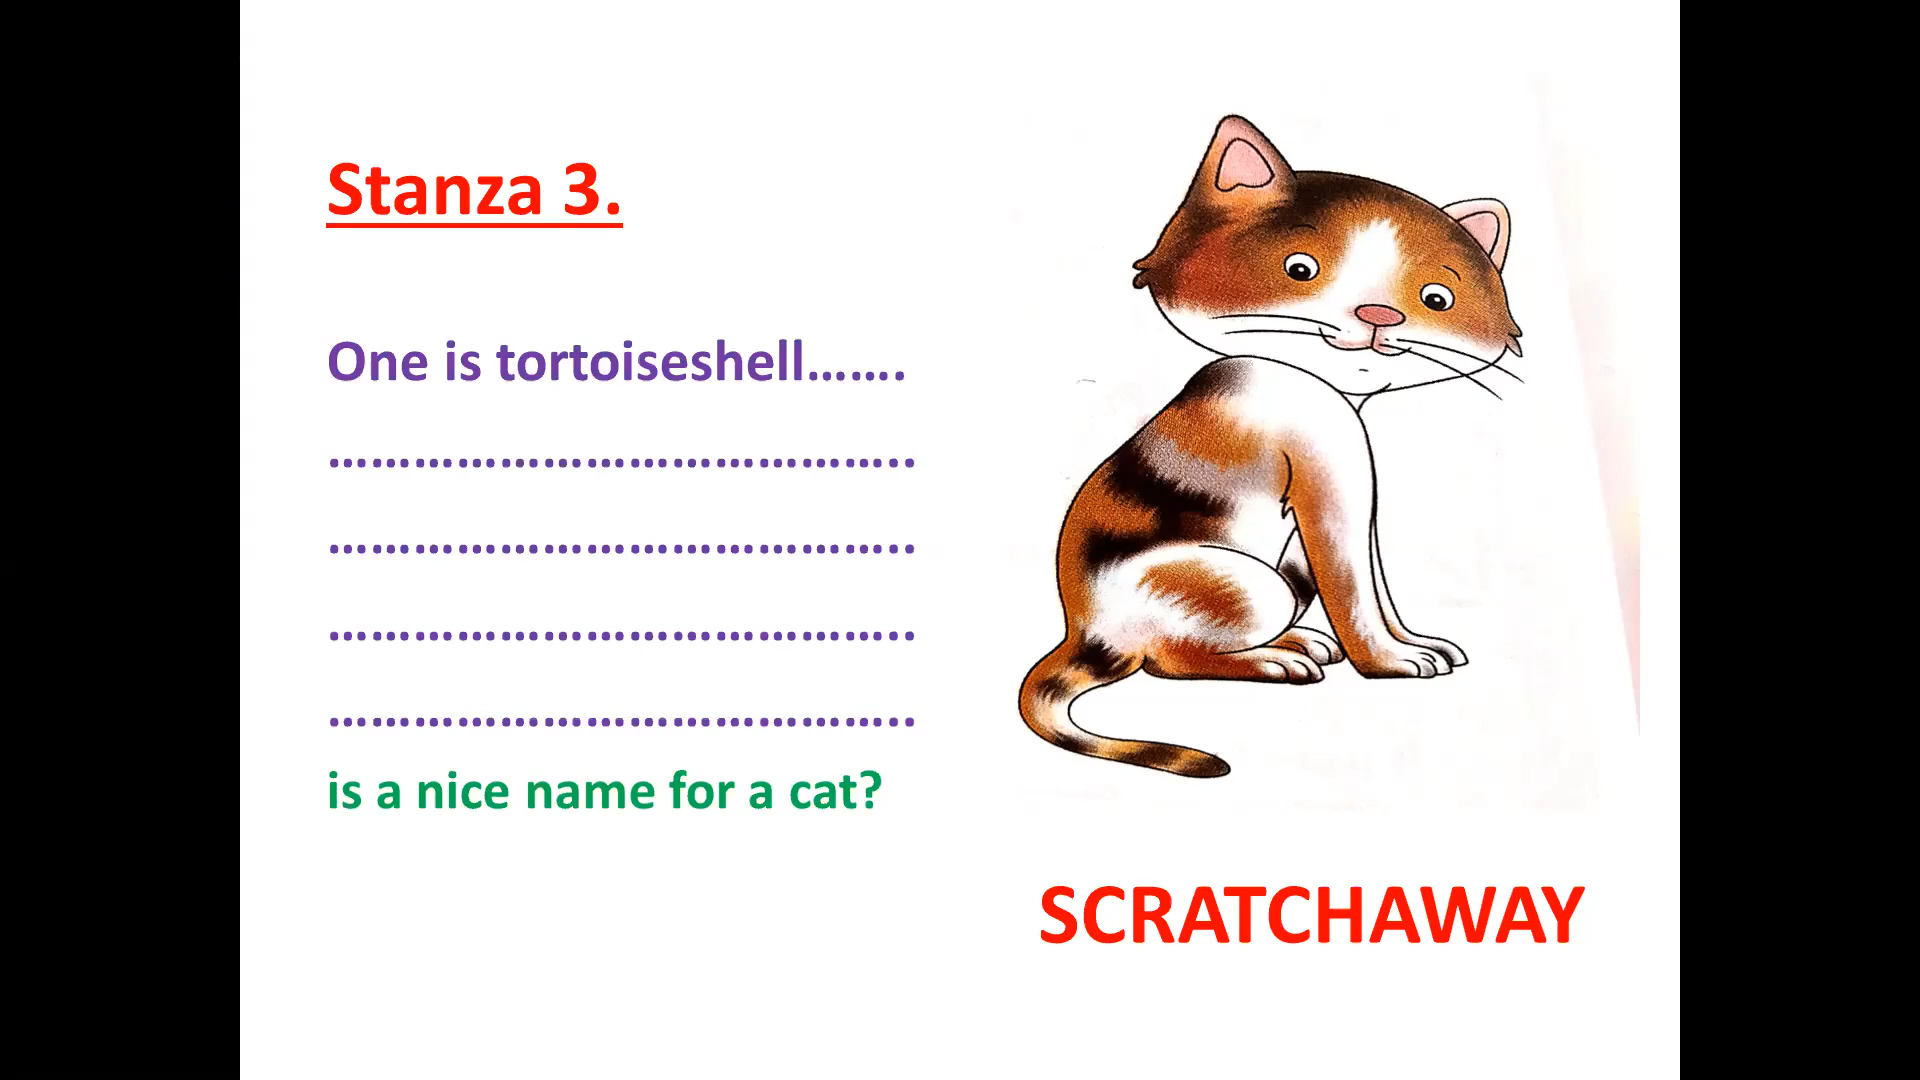 Stanza 3.
One is tortoiseshell…….
…………………………………..
…………………………………..
…………………………………..
…………………………………..
is a nice name for a cat?
SCRATCHAWAY